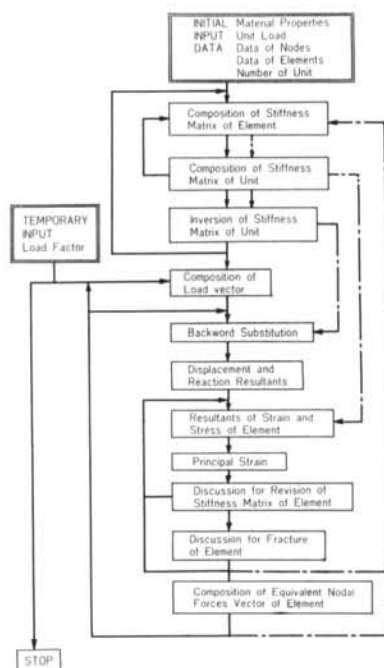 INITIAL Material Properties
INPUT Unit Load
DATA Data of Nodes
Data of Elements
Number of Unit
Composition of Stiffness
Matrix of Element
Composition of Stiffness
Matrix of Unit
TEMPORARY
INPUT
Load Factor
Inversion of Stiffness
Matrix of Unit
Composition of
Load vector
Backword Substitution
Displacement and
Reaction Resultants
Resultants of Strain and
Stress of Element
Principal Strain
Discussion for Revision of
Stiffness Matrix of Element
Discussion for Fracture
of Element
Composition of Equivalent Nodal
Forces Vector of Element
STOP